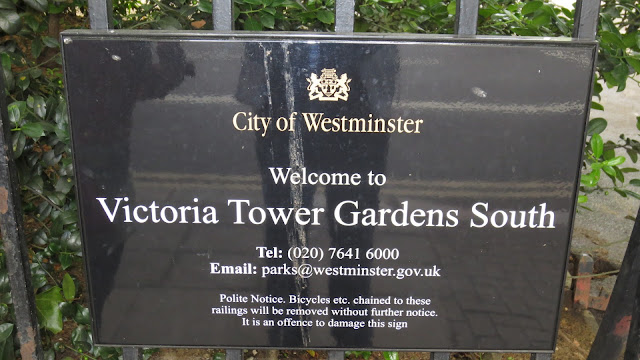 City of Westminster
Welcome to
Victoria Tower Gardens South
Tel: (020) 7641 6000
Email: parks@westminster.gov.uk
Polite Notice. Bicycles etc. chained to these
railings will be removed without further notice.
It is an offence to damage this sign